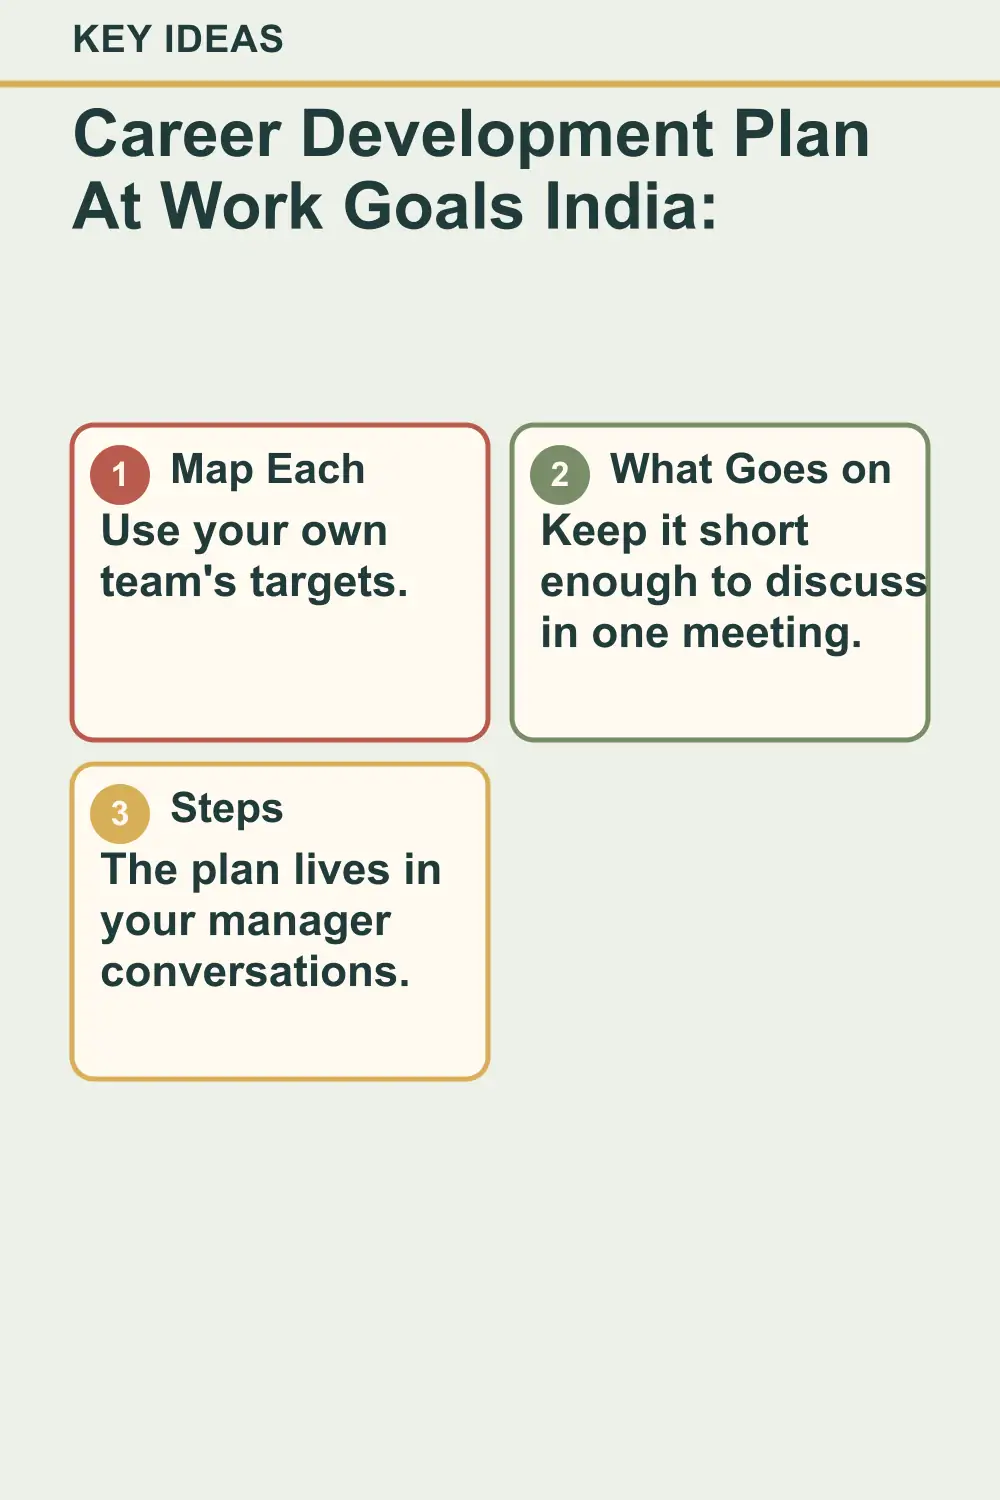 KEY IDEAS
Career Development Plan
At Work Goals India:
1 Map Each
Use your own
team's targets.
2 What Goes on
Keep it short
enough to discuss
in one meeting.
3 Steps
The plan lives in
your manager
conversations.